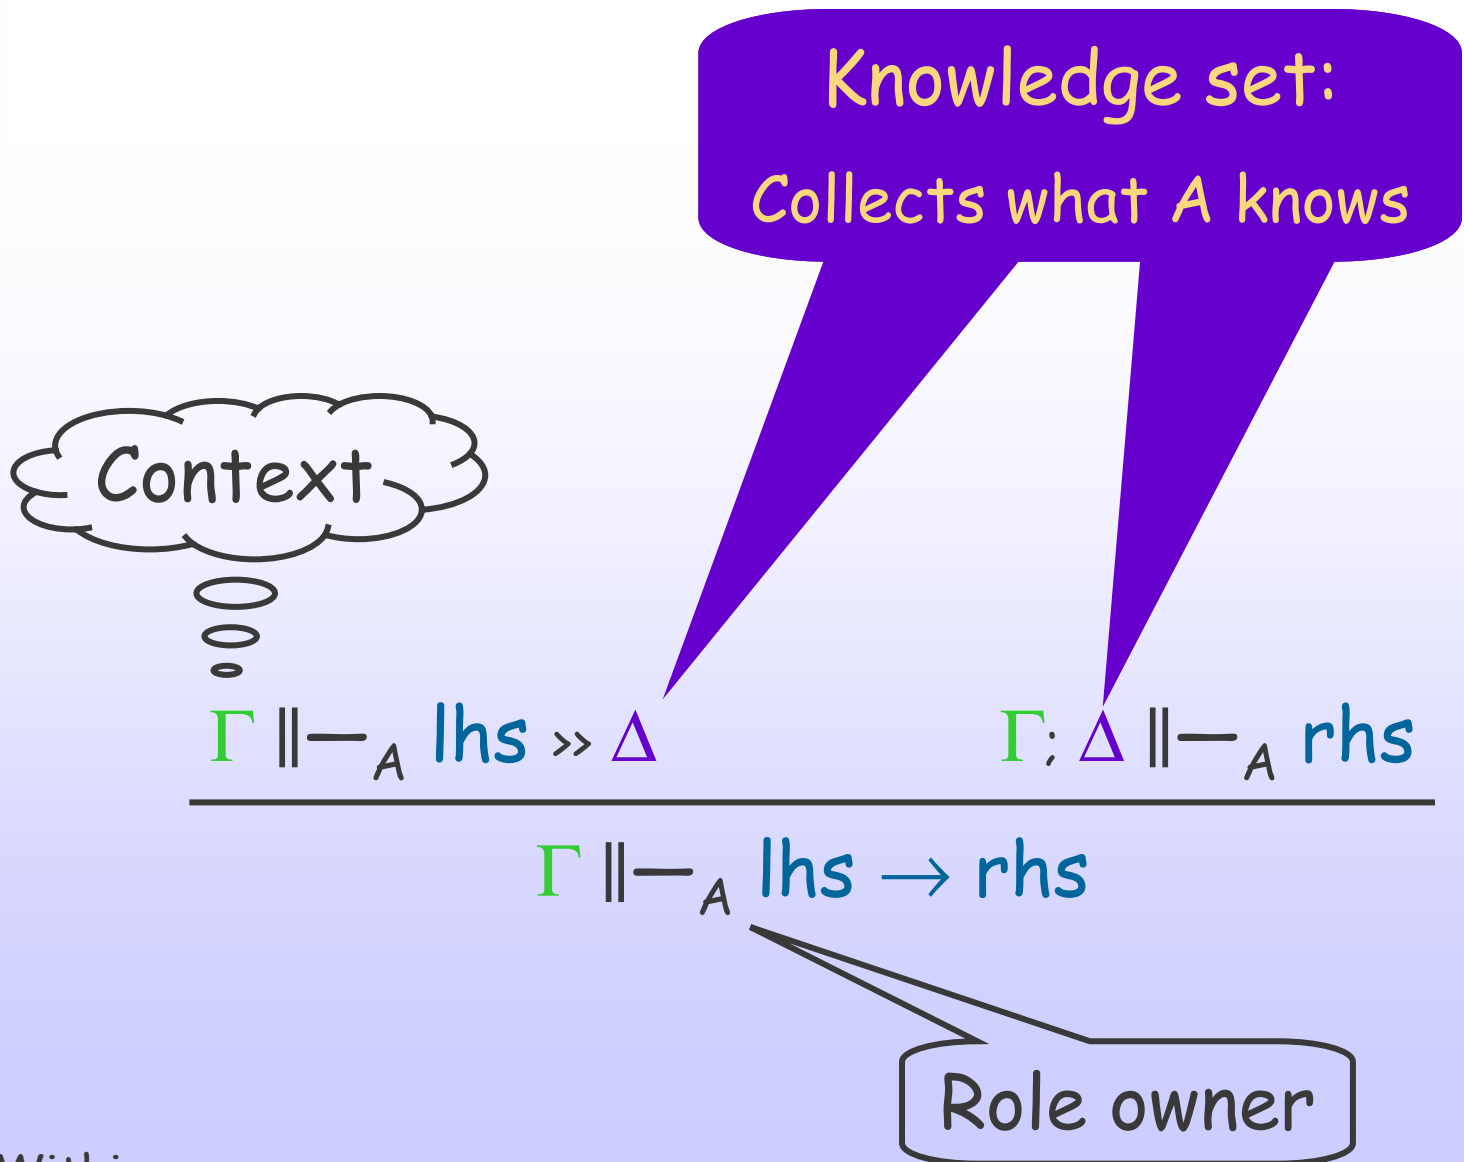 Knowledge set:
Collects what A knows
Context
Γ ||—A lhs >> Δ
Γ; Δ ||—A rhs
Γ ||—A lhs → rhs
Role owner